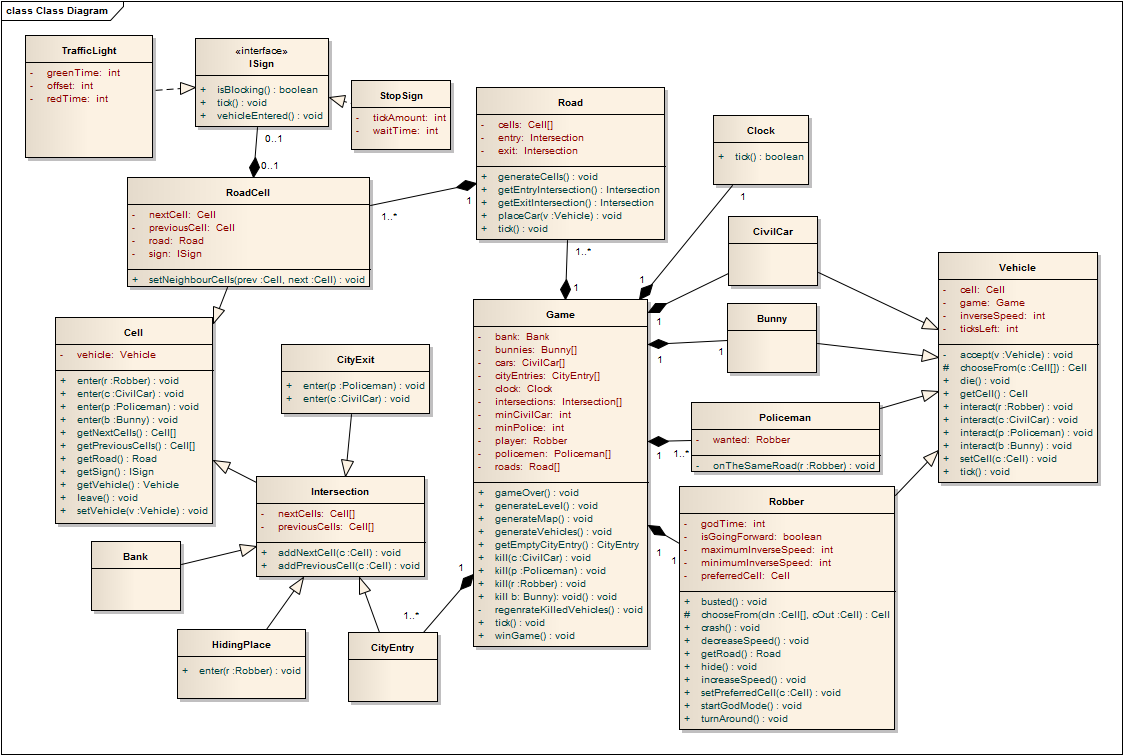 class Class Diagram
TrafficLight
- greenTime: int
- offset: int
- redTime: int
«interface»
ISign
+ isBlocking() : boolean
+ tick() : void
+ vehicleEntered() : void
StopSign
- tickAmount: int
- waitTime: int
0..1
0..1
RoadCell
- nextCell: Cell
- previousCell: Cell
- road: Road
- sign: ISign
+ setNeighbourCells(prev :Cell, next :Cell) : void
1..*
1
Road
- cells: Cell[]
- entry: Intersection
- exit: Intersection
+ generateCells() : void
+ getEntryIntersection() : Intersection
+ getExitIntersection() : Intersection
+ placeCar(v :Vehicle) : void
+ tick() : void
1..*
1
Clock
+ tick() : boolean
1
1
CivilCar
1
Bunny
1
1
Vehicle
- cell: Cell
- game: Game
- inverseSpeed: int
- ticksLeft: int
- accept(v :Vehicle) : void
# chooseFrom(c :Cell[]) : Cell
+ die() : void
+ getCell() : Cell
+ interact(r :Robber) : void
+ interact(c :CivilCar) : void
+ interact(p :Policeman) : void
+ interact(b :Bunny) : void
+ setCell(c :Cell) : void
+ tick() : void
Cell
- vehicle: Vehicle
+ enter(r :Robber) : void
+ enter(c :CivilCar) : void
+ enter(p :Policeman) : void
+ enter(b :Bunny) : void
+ getNextCells() : Cell[]
+ getPreviousCells() : Cell[]
+ getRoad() : Road
+ getSign() : ISign
+ getVehicle() : Vehicle
+ leave() : void
+ setVehicle(v :Vehicle) : void
CityExit
+ enter(p :Policeman) : void
+ enter(c :CivilCar) : void
Game
- bank: Bank
- bunnies: Bunny[]
- cars: CivilCar[]
- cityEntries: CityEntry[]
- clock: Clock
- intersections: Intersection[]
- minCivilCar: int
- minPolice: int
- player: Robber
- policemen: Policeman[]
- roads: Road[]
+ gameOver() : void
+ generateLevel() : void
+ generateMap() : void
+ generateVehicles() : void
+ getEmptyCityEntry() : CityEntry
+ kill(c :CivilCar) : void
+ kill(p :Policeman) : void
+ kill(r :Robber) : void
+ kill b: Bunny): void() : void
- regenrateKilledVehicles() : void
+ tick() : void
+ winGame() : void
Policeman
- wanted: Robber
- onTheSameRoad(r :Robber) : void
1
1..*
Intersection
- nextCells: Cell[]
- previousCells: Cell[]
+ addNextCell(c :Cell) : void
+ addPreviousCell(c :Cell) : void
Robber
- godTime: int
- isGoingForward: boolean
- maximumInverseSpeed: int
- minimumInverseSpeed: int
- preferredCell: Cell
+ busted() : void
# chooseFrom(cIn :Cell[], cOut :Cell) : Cell
+ crash() : void
+ decreaseSpeed() : void
+ getRoad() : Road
+ hide() : void
+ increaseSpeed() : void
+ setPreferredCell(c :Cell) : void
+ startGodMode() : void
+ turnAround() : void
1
1
Bank
1
1..*
HidingPlace
+ enter(r :Robber) : void
CityEntry